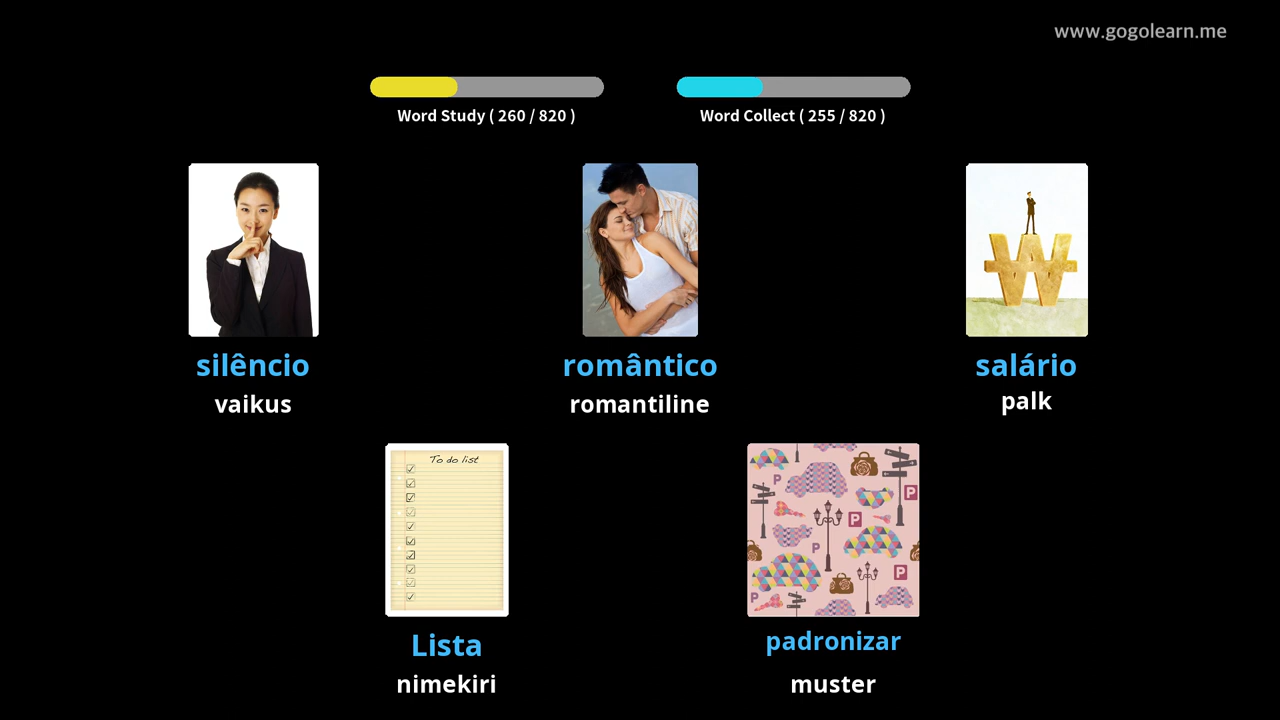 www.gogolearn.me
Word Study ( 260 / 820 )
Word Collect ( 255 / 820 )
silêncio
vaikus
romântico
romantiline
salário
palk
To do list
Lista
nimekiri
P
P
P
P
P
P
padronizar
muster